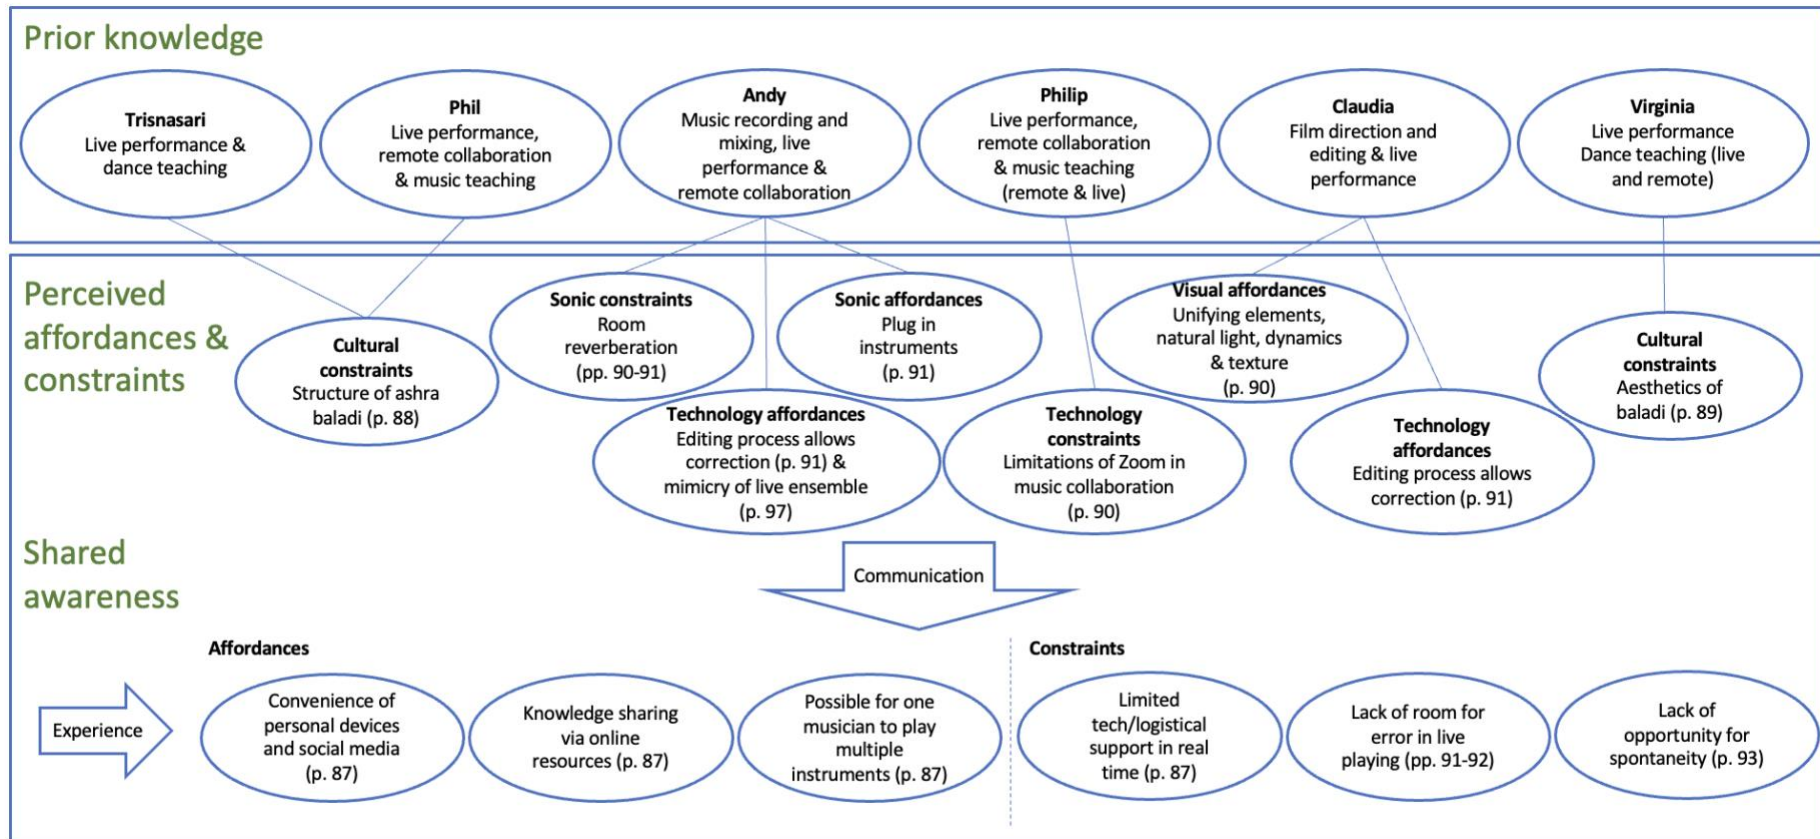 Prior knowledge
Trisnasari
Live performance &
dance teaching
Phil
Live performance,
remote collaboration
& music teaching
Andy
Music recording and
mixing, live
performance &
remote collaboration
Philip
Live performance,
remote collaboration
& music teaching
(remote & live)
Claudia
Film direction and
editing & live
performance
Virginia
Live performance
Dance teaching (live
and remote)
Perceived
affordances &
constraints
Cultural
constraints
Structure of ashra
baladi (p. 88)
Sonic constraints
Room
reverberation
(pp. 90-91)
Technology affordances
Editing process allows
correction (p. 91) &
mimicry of live ensemble
(p. 97)
Sonic affordances
Plug in
instruments
(p. 91)
Technology
constraints
Limitations of Zoom in
music collaboration
(p. 90)
Visual affordances
Unifying elements,
natural light, dynamics
& texture
(p. 90)
Technology
affordances
Editing process allows
correction (p. 91)
Cultural
constraints
Aesthetics of
baladi (p. 89)
Shared
awareness
Communication
Affordances
Constraints
Experience
Convenience of
personal devices
and social media
(p. 87)
Knowledge sharing
via online
resources (p. 87)
Possible for one
musician to play
multiple
instruments (p. 87)
Limited
tech/logistical
support in real
time (p. 87)
Lack of room for
error in live
playing (pp. 91-92)
Lack of
opportunity for
spontaneity (p. 93)